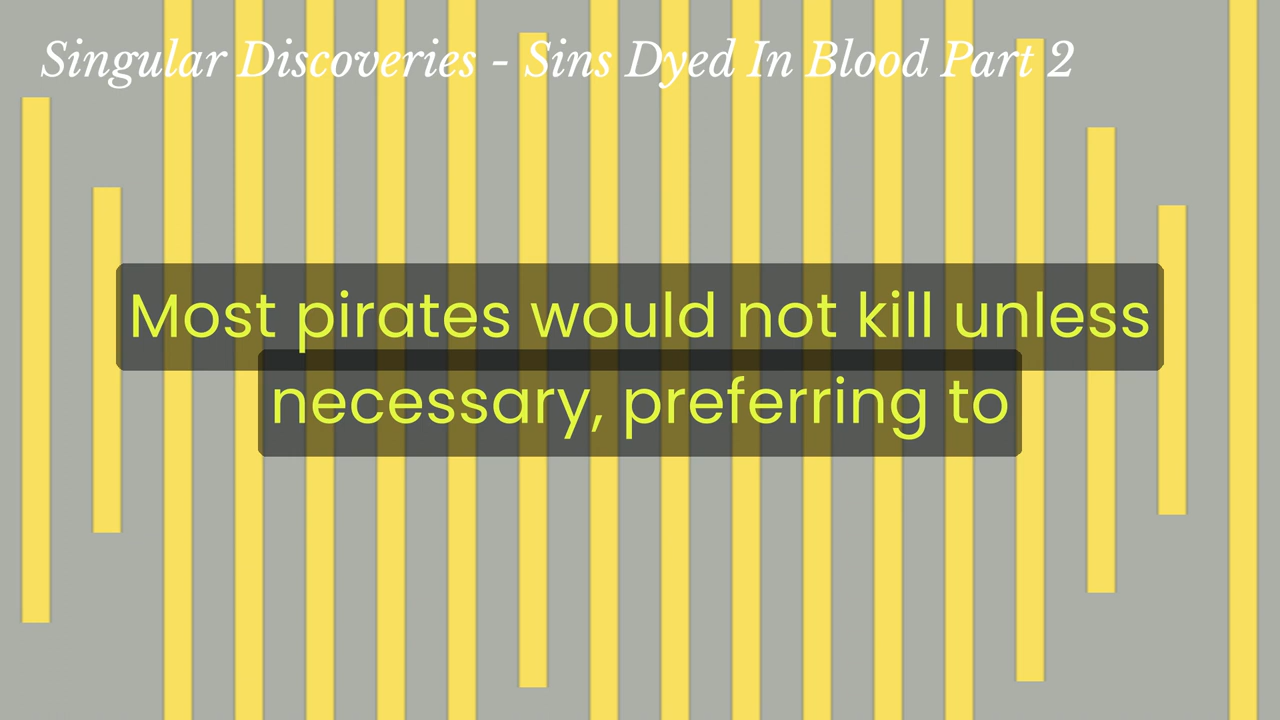 Singular Discoveries - Sins Dyed In Blood Part 2
Most pirates would not kill unless
necessary, preferring to